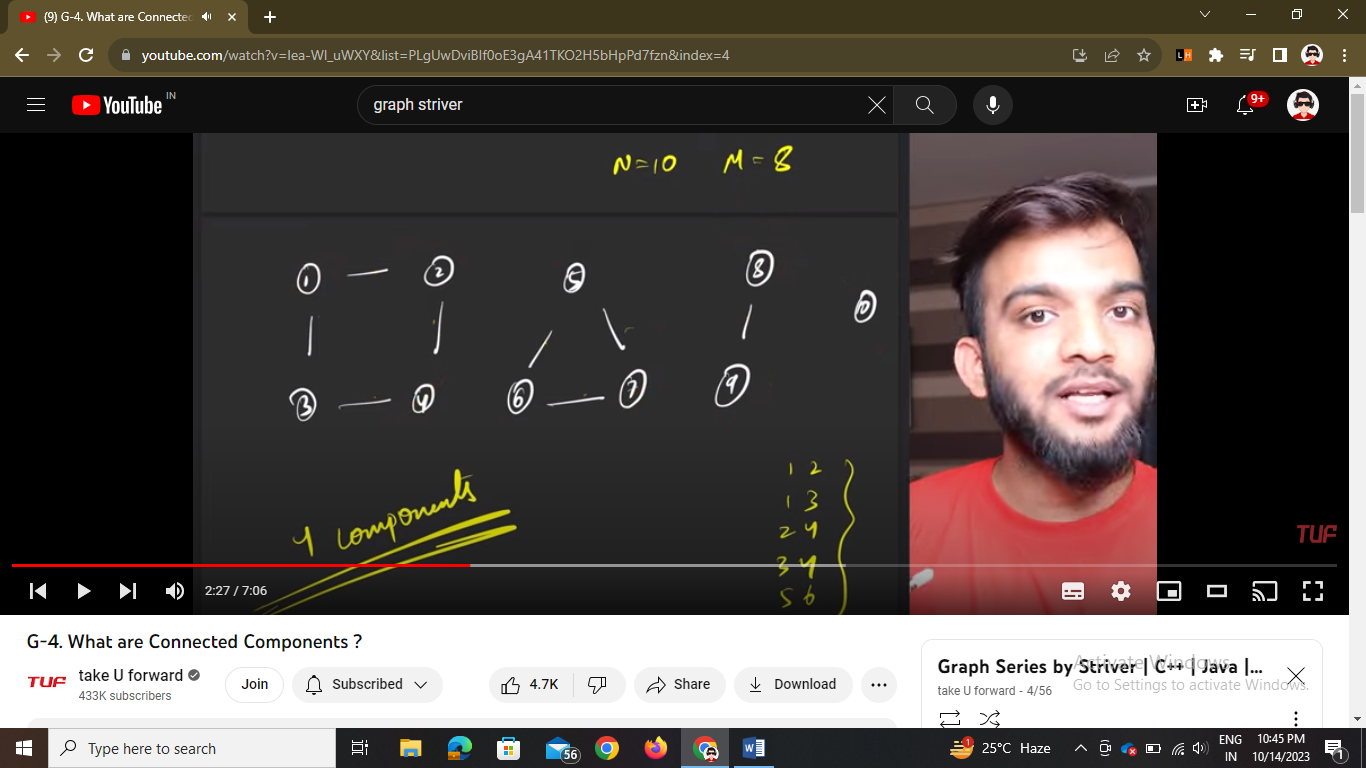 (9) G-4. What are Connected
youtube.com/watch?v=lea-WI_uWXY&list=PLgUwDviBIf0oE3gA41TKO2H5bHpPd7fzn&index=4
YouTube IN
graph striver
9+
N=10 M=8
1 2 5 8
10
3 4 6 7 9
4 components
1 2
1 3
2 4
3 4
5 6
TUF
2:27 / 7:06
G-4. What are Connected Components ?
TUF take U forward
433K subscribers
Join
Subscribed
4.7K
Share
Download
Graph Series by Striver | C++ | Java |...
take U forward - 4/56
Activate Windows
Go to Settings to activate Windows.
Type here to search
56
1
25°C Haze
ENG
IN
10:45 PM
10/14/2023
1